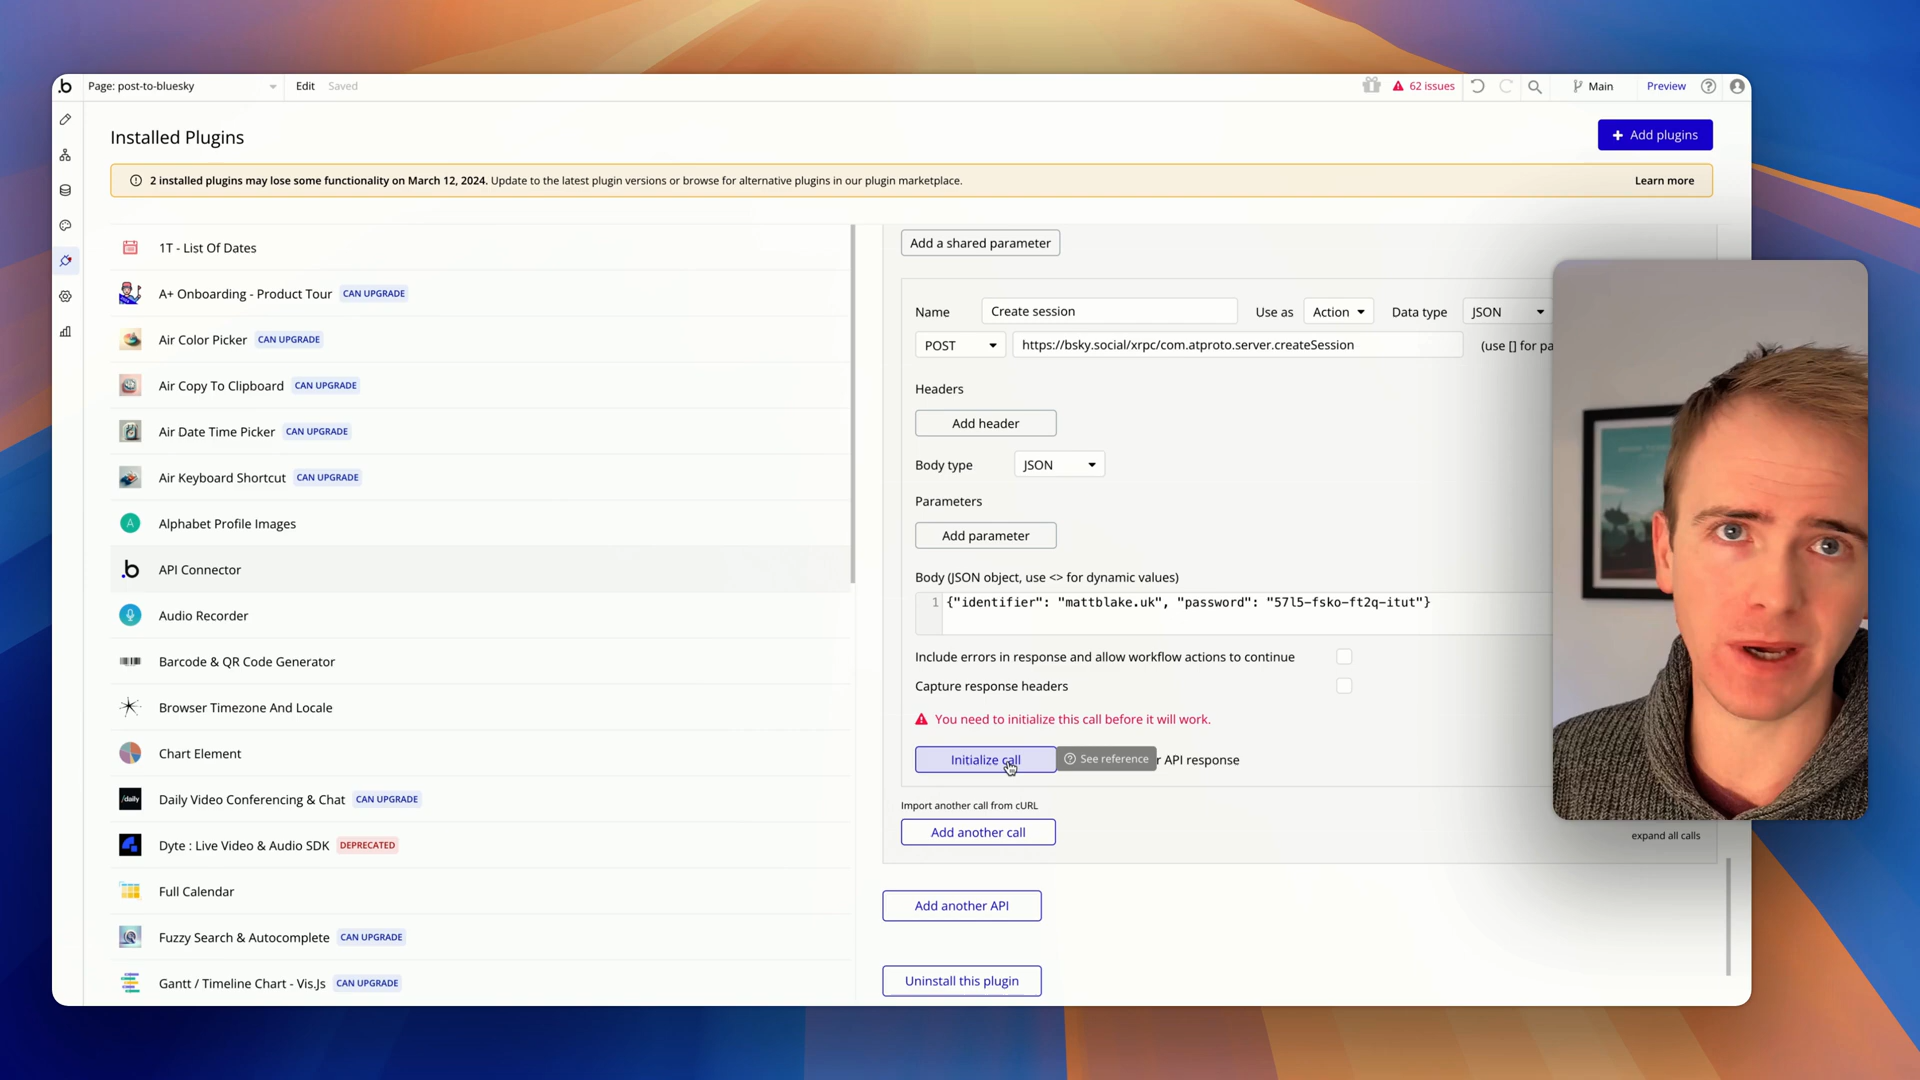 Page: post-to-bluesky
Edit
Saved
62 issues
Main
Preview
Installed Plugins
Add plugins
2 installed plugins may lose some functionality on March 12, 2024. Update to the latest plugin versions or browse for alternative plugins in our plugin marketplace.
Learn more
1T - List Of Dates
A+ Onboarding - Product Tour CAN UPGRADE
Air Color Picker CAN UPGRADE
Air Copy To Clipboard CAN UPGRADE
Air Date Time Picker CAN UPGRADE
Air Keyboard Shortcut CAN UPGRADE
A Alphabet Profile Images
b API Connector
Audio Recorder
Barcode & QR Code Generator
Browser Timezone And Locale
Chart Element
/daily Daily Video Conferencing & Chat CAN UPGRADE
Dyte : Live Video & Audio SDK DEPRECATED
Full Calendar
Fuzzy Search & Autocomplete CAN UPGRADE
Gantt / Timeline Chart - Vis.Js CAN UPGRADE
Add a shared parameter
Name Create session Use as Action Data type JSON
POST https://bsky.social/xrpc/com.atproto.server.createSession (use [] for pa
Headers
Add header
Body type JSON
Parameters
Add parameter
Body (JSON object, use <> for dynamic values)
1 {"identifier": "mattblake.uk", "password": "57l5-fsko-ft2q-itut"}
Include errors in response and allow workflow actions to continue
Capture response headers
You need to initialize this call before it will work.
Initialize call See reference r API response
Import another call from cURL
Add another call
expand all calls
Add another API
Uninstall this plugin